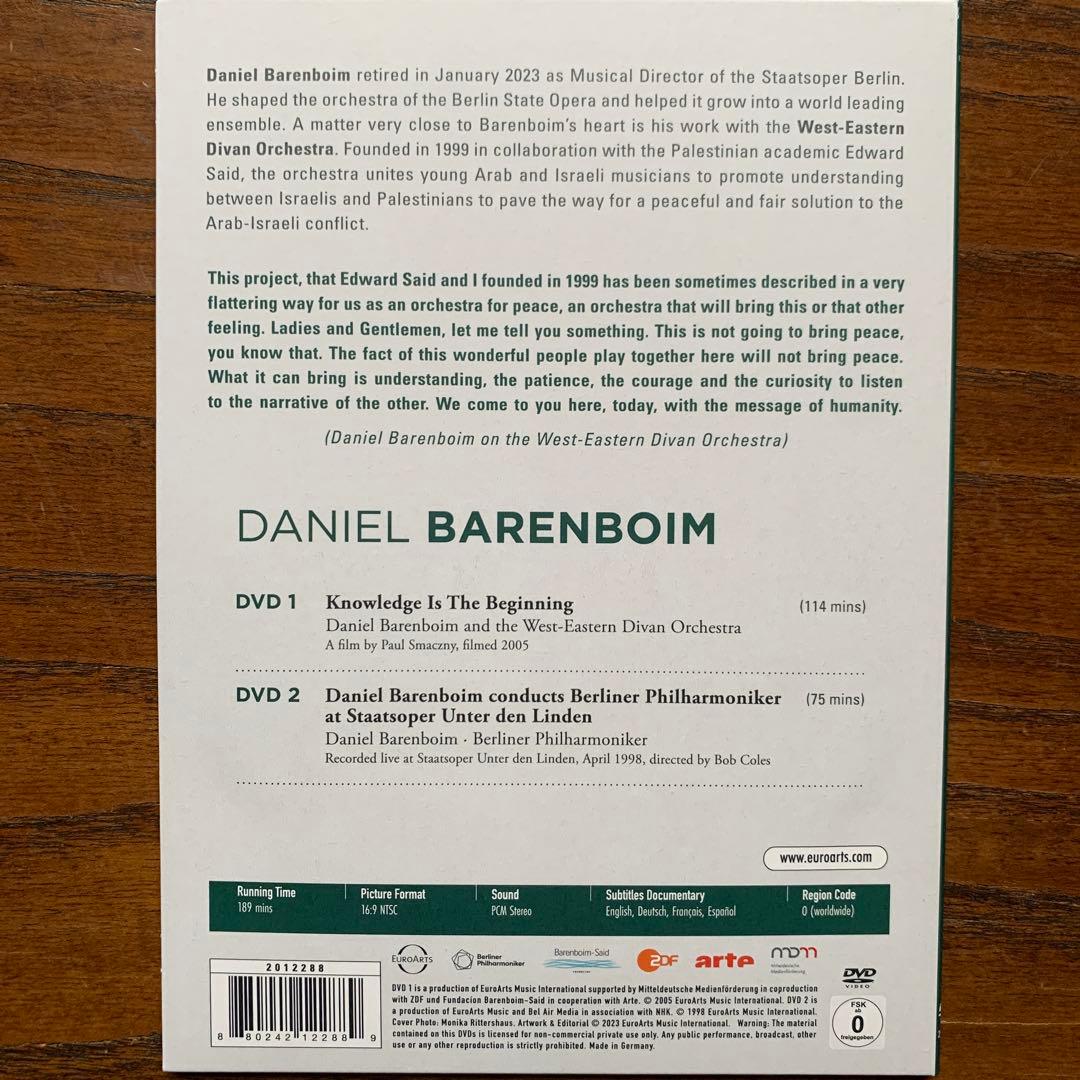 Daniel Barenboim retired in January 2023 as Musical Director of the Staatsoper Berlin.
He shaped the orchestra of the Berlin State Opera and helped it grow into a world leading
ensemble. A matter very close to Barenboim's heart is his work with the West-Eastern
Divan Orchestra. Founded in 1999 in collaboration with the Palestinian academic Edward
Said, the orchestra unites young Arab and Israeli musicians to promote understanding
between Israelis and Palestinians to pave the way for a peaceful and fair solution to the
Arab-Israeli conflict.
This project, that Edward Said and I founded in 1999 has been sometimes described in a very
flattering way for us as an orchestra for peace, an orchestra that will bring this or that other
feeling. Ladies and Gentlemen, let me tell you something. This is not going to bring peace,
you know that. The fact of this wonderful people play together here will not bring peace.
What it can bring is understanding, the patience, the courage and the curiosity to listen
to the narrative of the other. We come to you here, today, with the message of humanity.
(Daniel Barenboim on the West-Eastern Divan Orchestra)
DANIEL BARENBOIM
DVD 1 Knowledge Is The Beginning (114 mins)
Daniel Barenboim and the West-Eastern Divan Orchestra
A film by Paul Smaczny, filmed 2005
DVD 2 Daniel Barenboim conducts Berliner Philharmoniker (75 mins)
at Staatsoper Unter den Linden
Daniel Barenboim · Berliner Philharmoniker
Recorded live at Staatsoper Unter den Linden, April 1998, directed by Bob Coles
www.euroarts.com
Running Time Picture Format Sound Subtitles Documentary Region Code
189 mins 16:9 NTSC PCM Stereo English, Deutsch, Français, Español 0 (worldwide)
2012288
8 80242 12288 9
EUROARTS
Berliner
Philharmoniker
Barenboim-Said
ZDF
arte
mdm
Mitteldeutsche
Medienförderung
DVD
VIDEO
DVD 1 is a production of EuroArts Music International supported by Mitteldeutsche Medienförderung in coproduction
with ZDF und Fundacion Barenboim-Said in cooperation with Arte. © 2005 EuroArts Music International. DVD 2 is
a production of EuroArts Music and Bel Air Media in association with NHK. © 1998 EuroArts Music International.
Cover Photo: Monika Rittershaus. Artwork & Editorial © 2023 EuroArts Music International. Warning: The material
contained on this DVDs is licensed for non-commercial private use only. Any public performance, broadcast, other
use or any other reproduction is strictly prohibited. Made in Germany.
FSK
ab
0
freigegeben